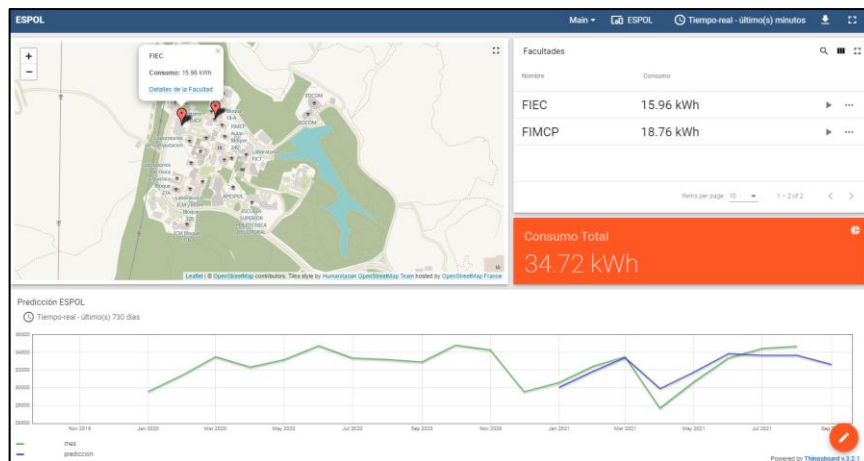 ESPOL
Main
ESPOL
Tiempo-real - último(s) minutos
+
−
FIEC
×
Consumo: 15.96 kWh
Detalles de la Facultad
Leaflet | © OpenStreetMap contributors, Tiles style by Humanitarian OpenStreetMap Team hosted by OpenStreetMap France
Facultades
Nombre Consumo
FIEC 15.96 kWh
FIMCP 18.76 kWh
Items per page: 10 1 – 2 of 2
Consumo Total
34.72 kWh
Predicción ESPOL
Tiempo-real - último(s) 730 días
34000
32000
30000
28000
Nov 2019 Jan 2020 Mar 2020 May 2020 Jul 2020 Sep 2020 Nov 2020 Jan 2021 Mar 2021 May 2021 Jul 2021
mes
prediccion
Powered by Thingsboard v.3.2.1